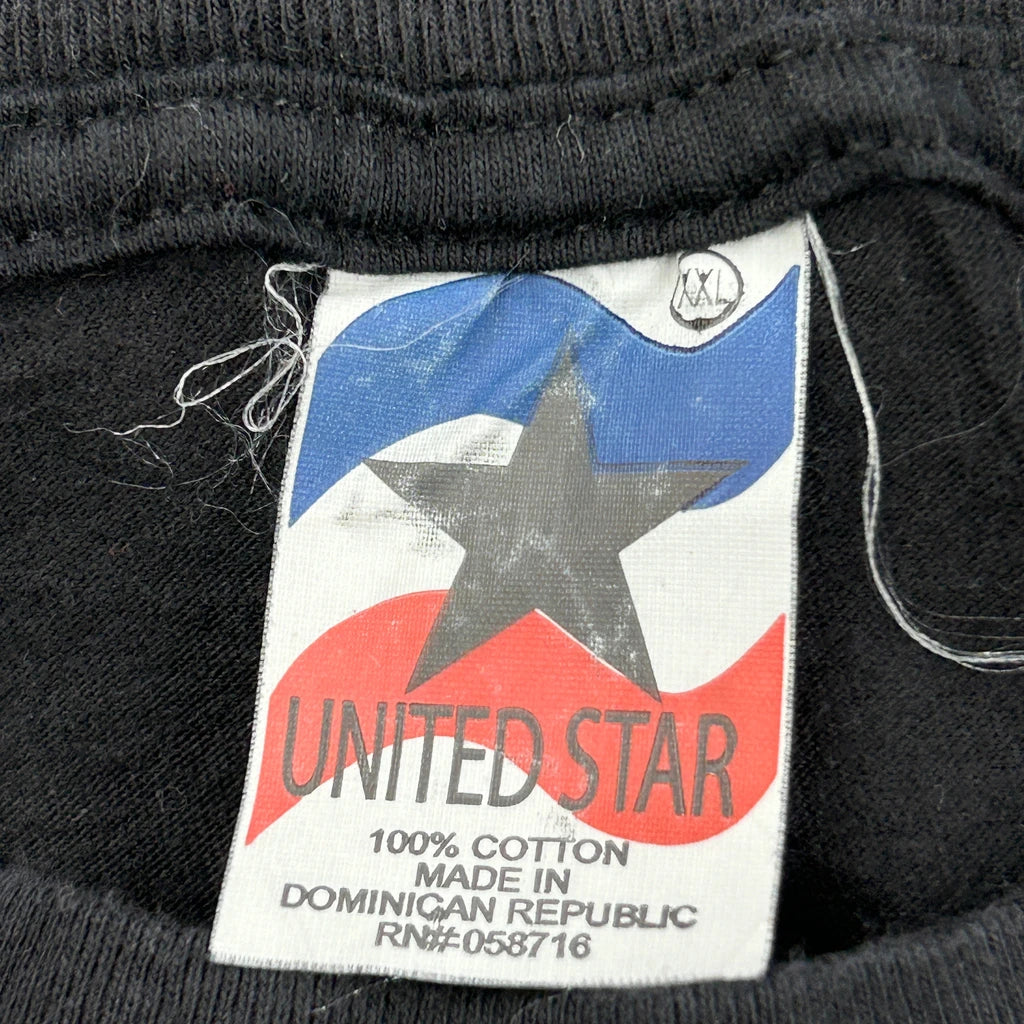 XXL
UNITED STAR
100% COTTON
MADE IN
DOMINICAN REPUBLIC
RN#058716